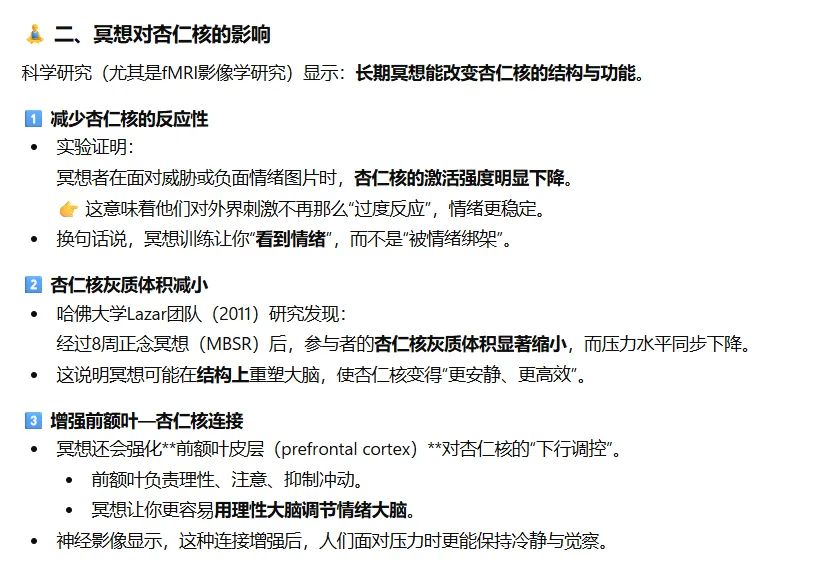 🧘 二、冥想对杏仁核的影响
科学研究（尤其是fMRI影像学研究）显示：长期冥想能改变杏仁核的结构与功能。
1️⃣ 减少杏仁核的反应性
• 实验证明：
冥想者在面对威胁或负面情绪图片时，杏仁核的激活强度明显下降。
👉 这意味着他们对外界刺激不再那么“过度反应”，情绪更稳定。
• 换句话说，冥想训练让你“看到情绪”，而不是“被情绪绑架”。
2️⃣ 杏仁核灰质体积减小
• 哈佛大学Lazar团队（2011）研究发现：
经过8周正念冥想（MBSR）后，参与者的杏仁核灰质体积显著缩小，而压力水平同步下降。
• 这说明冥想可能在结构上重塑大脑，使杏仁核变得“更安静、更高效”。
3️⃣ 增强前额叶—杏仁核连接
• 冥想还会强化**前额叶皮层（prefrontal cortex）**对杏仁核的“下行调控”。
• 前额叶负责理性、注意、抑制冲动。
• 冥想让你更容易用理性大脑调节情绪大脑。
• 神经影像显示，这种连接增强后，人们面对压力时更能保持冷静与觉察。